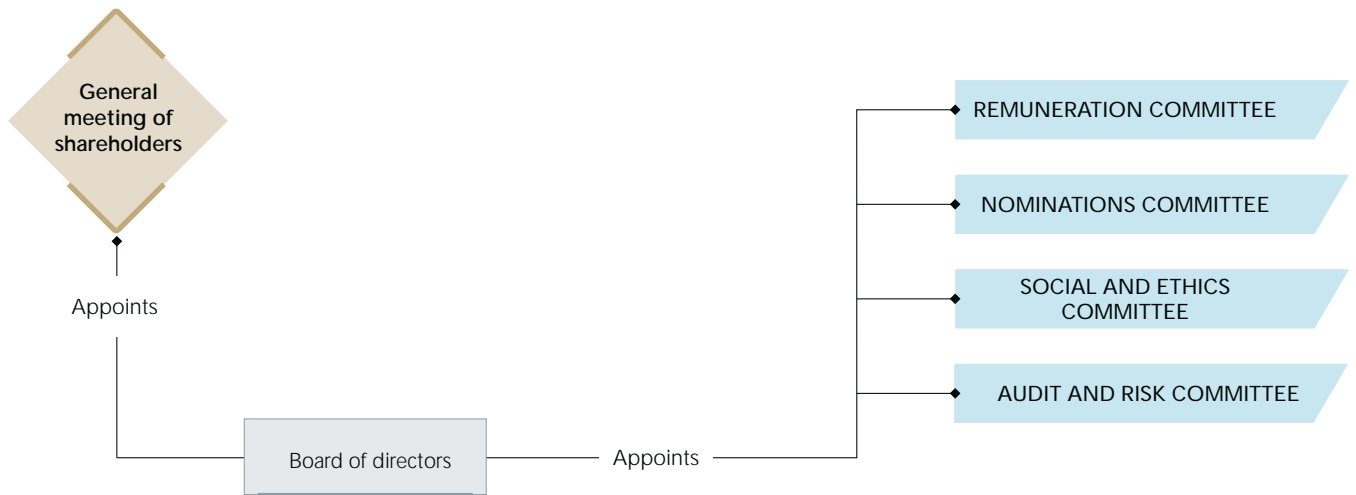 General
meeting of
shareholders
Appoints
Board of directors
Appoints
REMUNERATION COMMITTEE
NOMINATIONS COMMITTEE
SOCIAL AND ETHICS
COMMITTEE
AUDIT AND RISK COMMITTEE